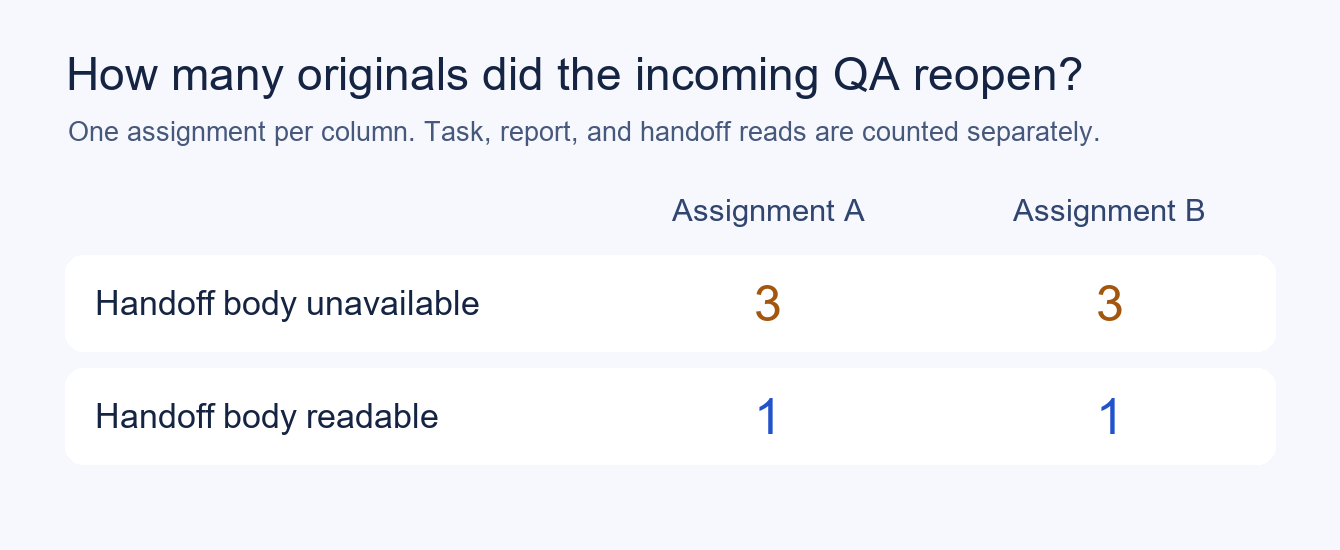 How many originals did the incoming QA reopen?
One assignment per column. Task, report, and handoff reads are counted separately.
Assignment A Assignment B
Handoff body unavailable 3 3
Handoff body readable 1 1